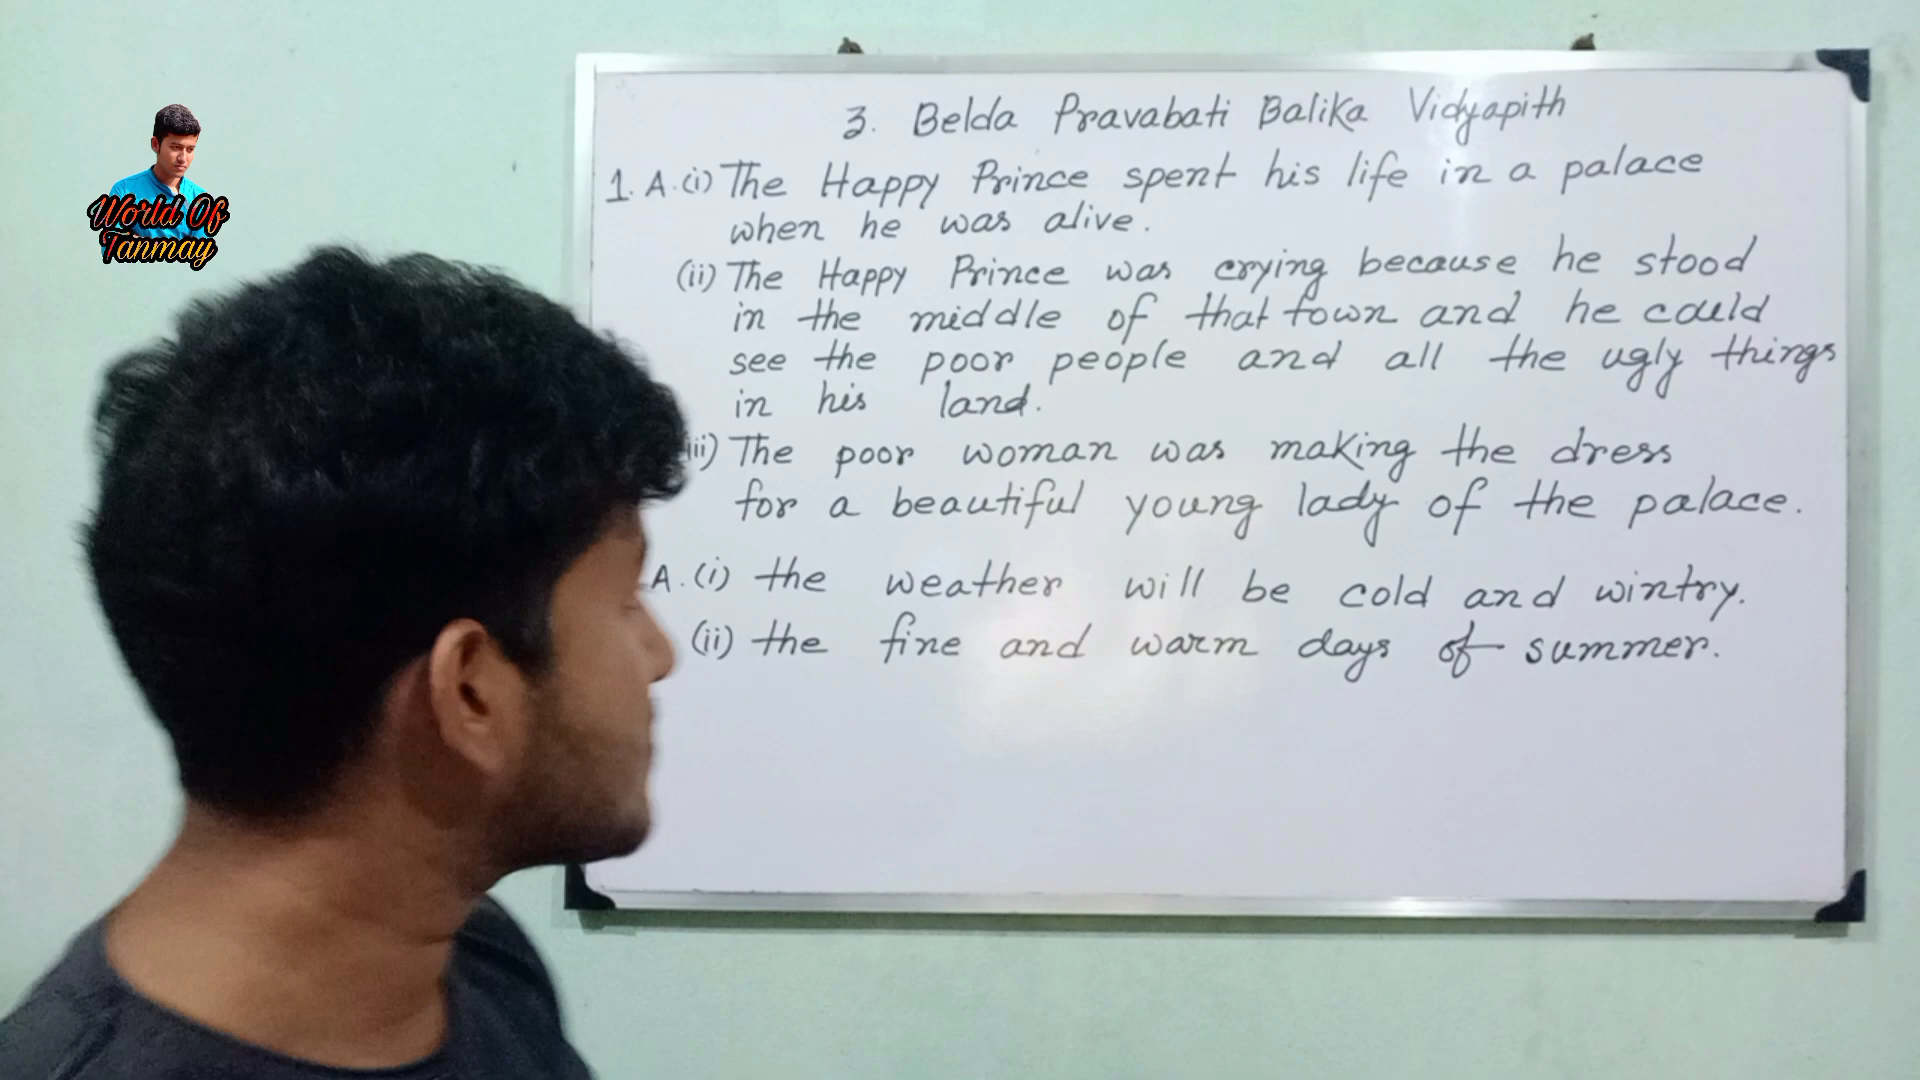 World Of
Tanmay
3. Belda Pravabati Balika Vidyapith
1. A. (i) The Happy Prince spent his life in a palace
when he was alive.
(ii) The Happy Prince was crying because he stood
in the middle of that town and he could
see the poor people and all the ugly things
in his land.
ii) The poor woman was making the dress
for a beautiful young lady of the palace.
A. (i) the weather will be cold and wintry.
(ii) the fine and warm days of summer.